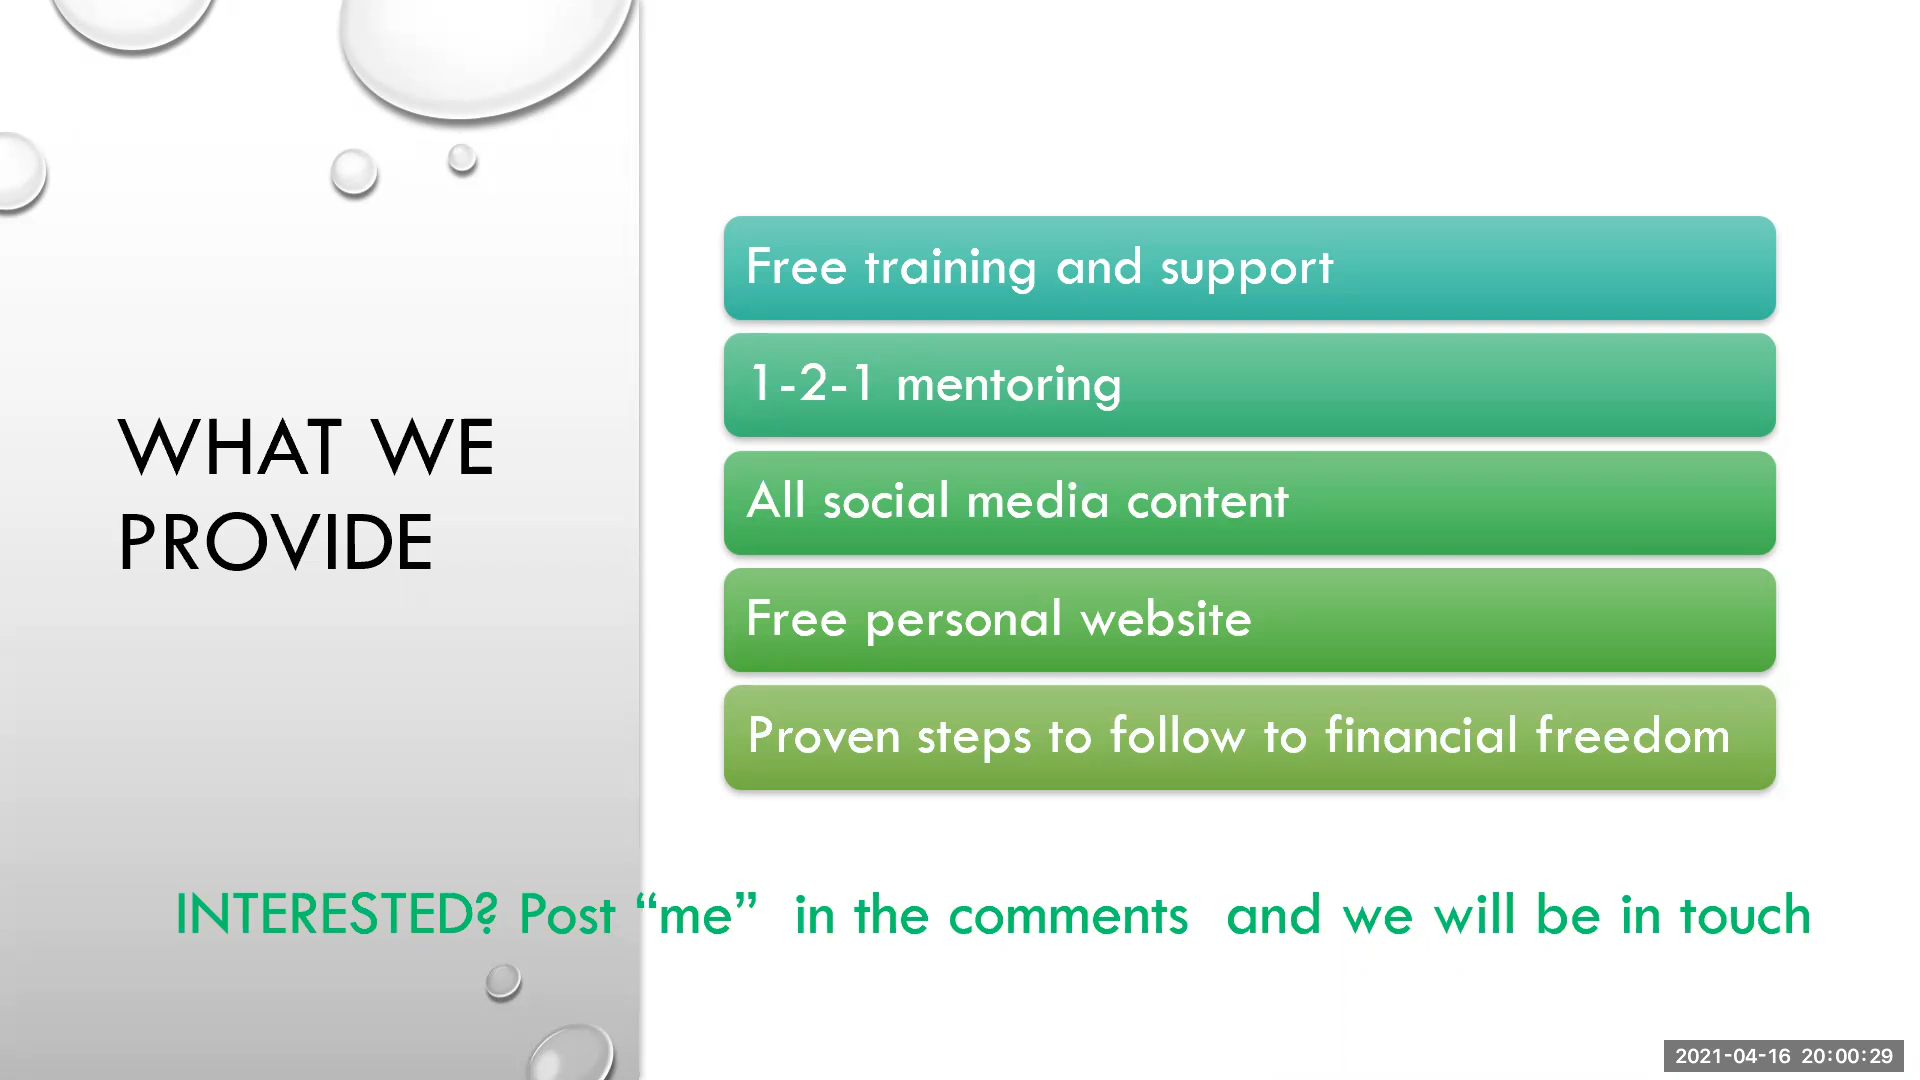 WHAT WE
PROVIDE
Free training and support
1-2-1 mentoring
All social media content
Free personal website
Proven steps to follow to financial freedom
INTERESTED? Post “me”  in the comments  and we will be in touch
2021-04-16 20:00:29